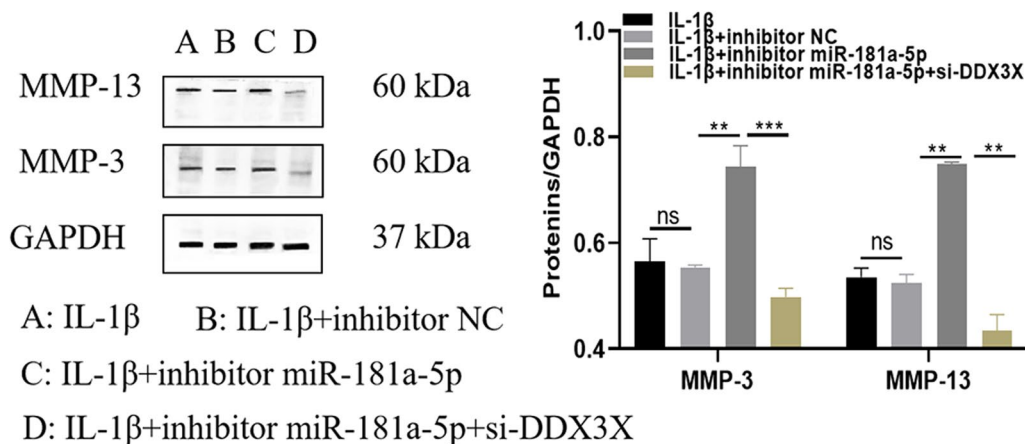 A B C D
MMP-13 60 kDa
MMP-3 60 kDa
GAPDH 37 kDa
A: IL-1β B: IL-1β+inhibitor NC
C: IL-1β+inhibitor miR-181a-5p
D: IL-1β+inhibitor miR-181a-5p+si-DDX3X
IL-1β
IL-1β+inhibitor NC
IL-1β+inhibitor miR-181a-5p
IL-1β+inhibitor miR-181a-5p+si-DDX3X
Protenins/GAPDH
1.0
0.8
0.6
0.4
ns ** ***
ns ** **
MMP-3 MMP-13